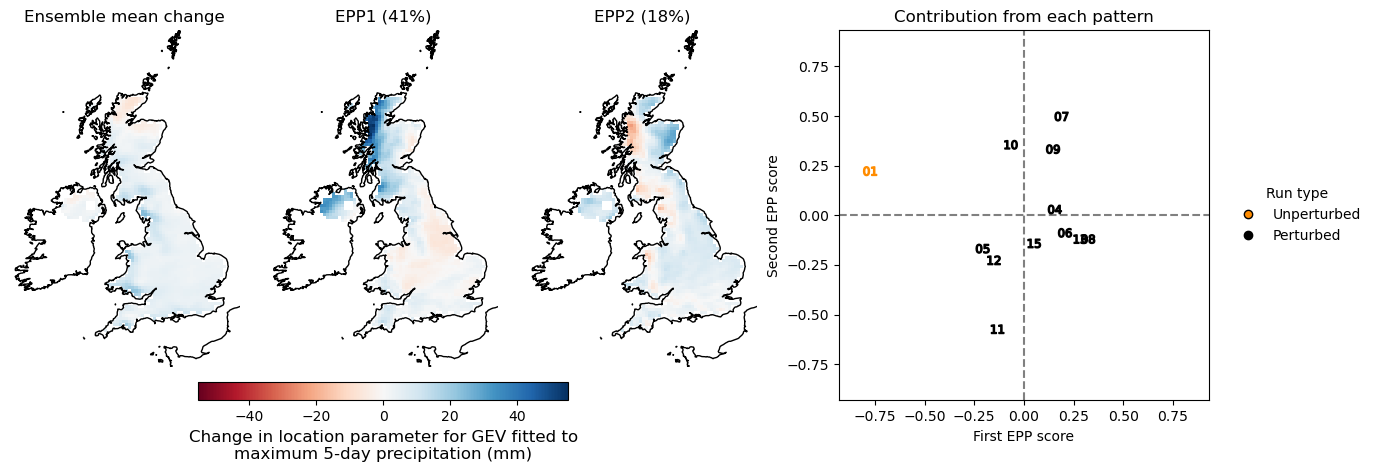 Ensemble mean change
EPP1 (41%)
EPP2 (18%)
Contribution from each pattern
−40
−20
0
20
40
Change in location parameter for GEV fitted to
maximum 5-day precipitation (mm)
Second EPP score
0.75
0.50
0.25
0.00
−0.25
−0.50
−0.75
07
10
09
01
04
06
08
15
05
12
11
−0.75
−0.50
−0.25
0.00
0.25
0.50
0.75
First EPP score
Run type
Unperturbed
Perturbed